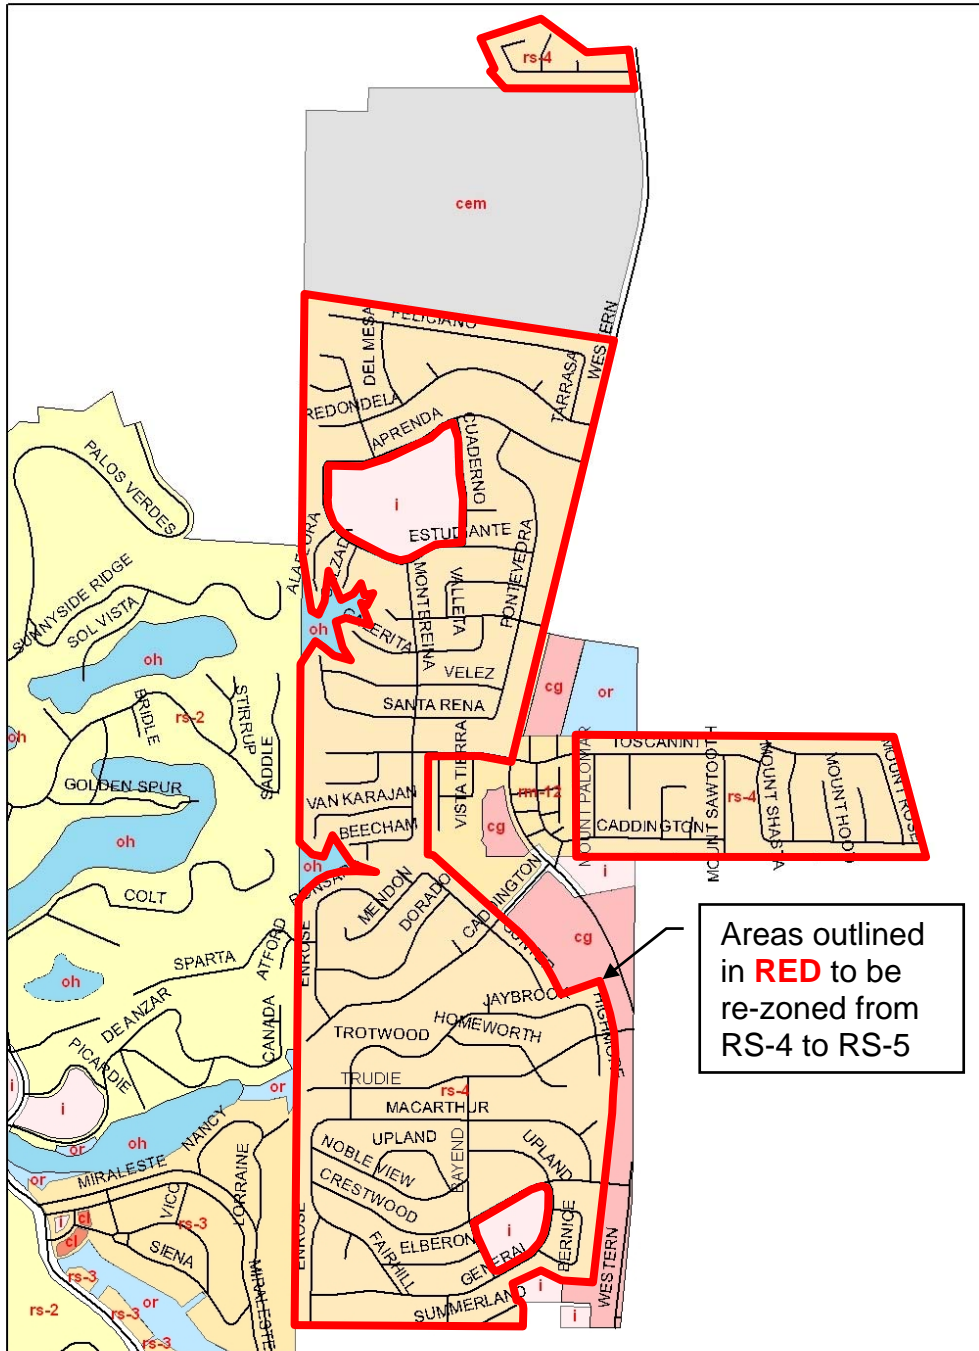 rs-4
cem
FELICIANO
DEL MESA
WESTERN
TARRASA
REDONDELA
APRENDA
CUADERNO
i
ESTUDIANTE
PALOS VERDES
PONTEVEDRA
MONTEREINA
VALLETA
SUNNYSIDE RIDGE
SOL VISTA
oh
oh
CALERITA
VELEZ
SANTA RENA
cg
or
BRIDLE
rs-2
STIRRUP
SADDLE
oh
VISTA TIERRA
TOSCANINI
MOUNT PALOMAR
MOUNT SAWTOOTH
MOUNT SHASTA
MOUNT HOOD
MOUNT ROSE
rs-4
GOLDEN SPUR
VAN KARAJAN
BEECHAM
rm-12
cg
CADDINGTON
oh
oh
i
COLT
MENDON
DORADO
CADDINGTON
cg
SPARTA
ATFORD
ENROSE
oh
DEANZAR
CANADA
JAYBROOK
HIGHMORE
Areas outlined
in RED to be
re-zoned from
RS-4 to RS-5
TROTWOOD
HOMEWORTH
PICARDIE
TRUDIE
rs-4
i
i
or
MACARTHUR
NANCY
oh
or
UPLAND
UPLAND
NOBLE VIEW
BAYEND
MIRALESTE
or
CRESTWOOD
LORRAINE
VICO
rs-3
i
cl
cl
SIENA
ENROSE
ELBERON
i
BERNICE
FAIRHILL
GENERAL
WESTERN
MIRALESTE
SUMMERLAND
i
i
rs-3
or
rs-2
rs-3
rs-3